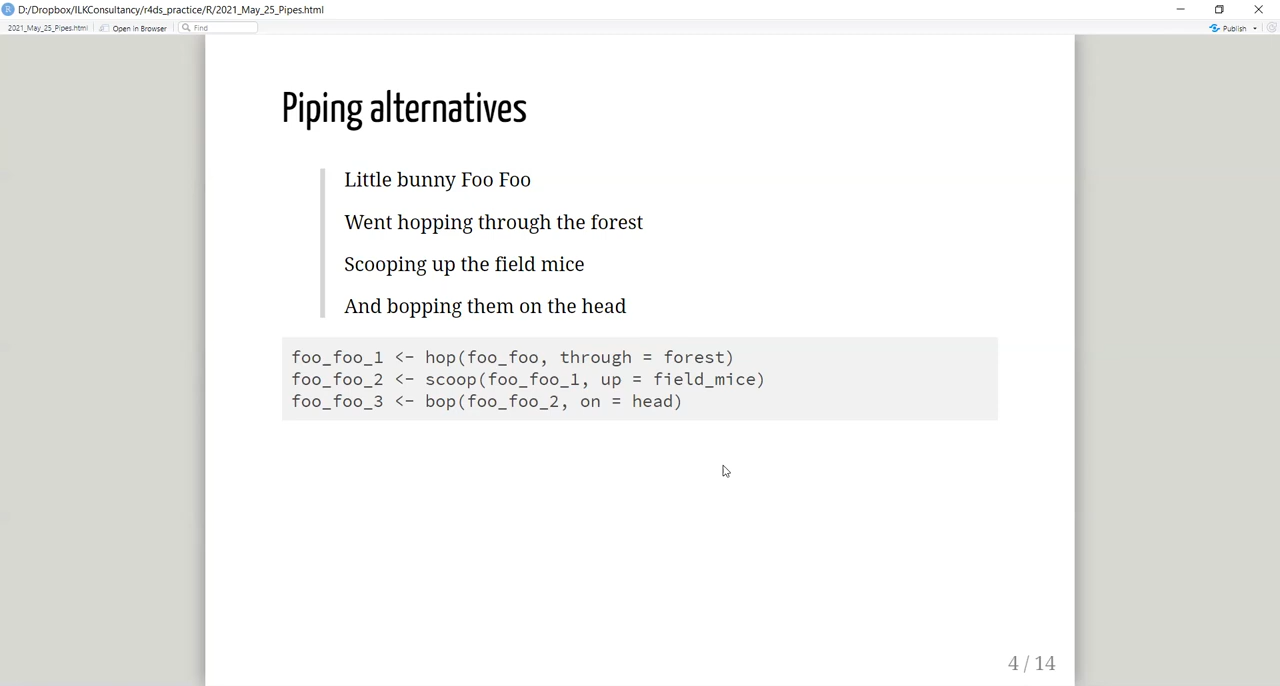 D:/Dropbox/ILKConsultancy/r4ds_practice/R/2021_May_25_Pipes.html
2021_May_25_Pipes.html Open in Browser Find Publish
Piping alternatives
Little bunny Foo Foo
Went hopping through the forest
Scooping up the field mice
And bopping them on the head
foo_foo_1 <- hop(foo_foo, through = forest)
foo_foo_2 <- scoop(foo_foo_1, up = field_mice)
foo_foo_3 <- bop(foo_foo_2, on = head)
4 / 14